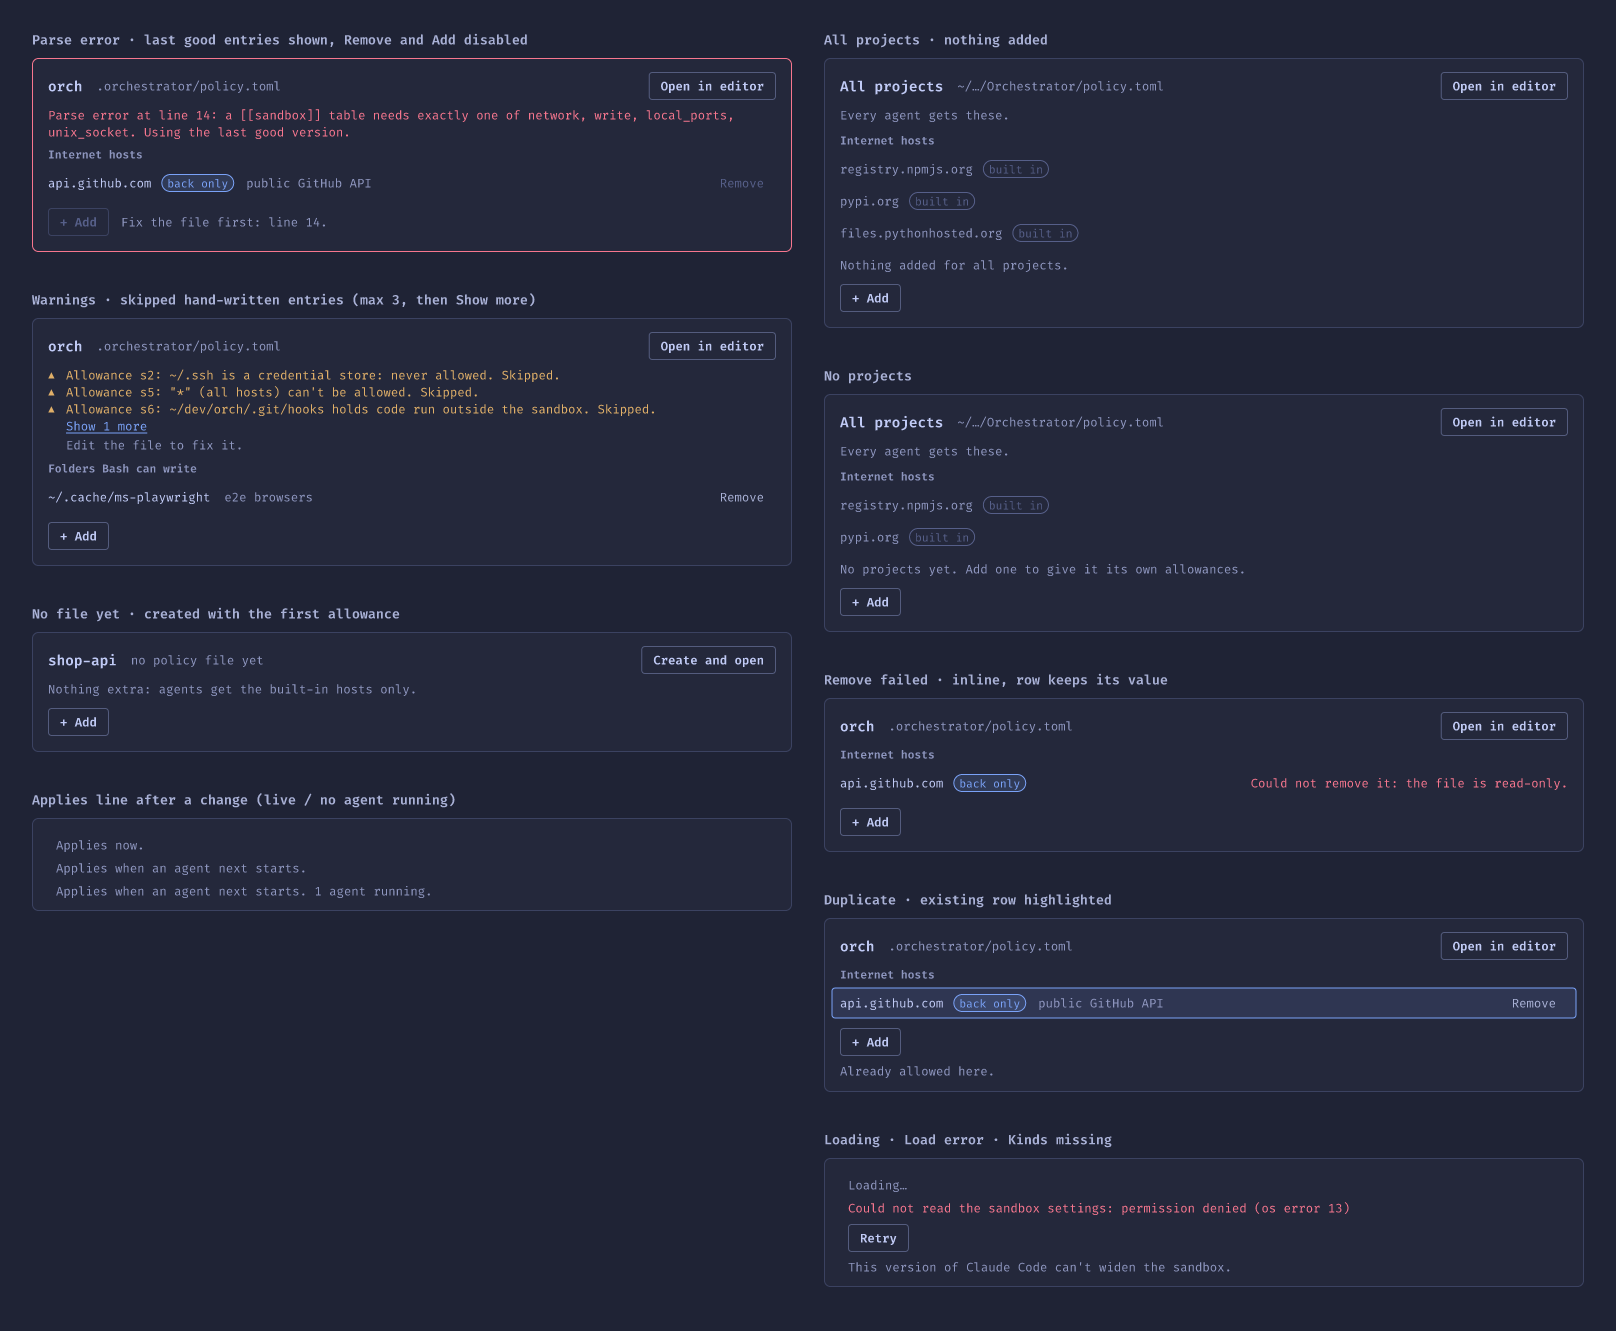 Parse error · last good entries shown, Remove and Add disabled
orch .orchestrator/policy.toml Open in editor
Parse error at line 14: a [[sandbox]] table needs exactly one of network, write, local_ports,
unix_socket. Using the last good version.
Internet hosts
api.github.com back only public GitHub API Remove
+ Add Fix the file first: line 14.
Warnings · skipped hand-written entries (max 3, then Show more)
orch .orchestrator/policy.toml Open in editor
▲ Allowance s2: ~/.ssh is a credential store: never allowed. Skipped.
▲ Allowance s5: "*" (all hosts) can't be allowed. Skipped.
▲ Allowance s6: ~/dev/orch/.git/hooks holds code run outside the sandbox. Skipped.
Show 1 more
Edit the file to fix it.
Folders Bash can write
~/.cache/ms-playwright e2e browsers Remove
+ Add
No file yet · created with the first allowance
shop-api no policy file yet Create and open
Nothing extra: agents get the built-in hosts only.
+ Add
Applies line after a change (live / no agent running)
Applies now.
Applies when an agent next starts.
Applies when an agent next starts. 1 agent running.
All projects · nothing added
All projects ~/…/Orchestrator/policy.toml Open in editor
Every agent gets these.
Internet hosts
registry.npmjs.org built in
pypi.org built in
files.pythonhosted.org built in
Nothing added for all projects.
+ Add
No projects
All projects ~/…/Orchestrator/policy.toml Open in editor
Every agent gets these.
Internet hosts
registry.npmjs.org built in
pypi.org built in
No projects yet. Add one to give it its own allowances.
+ Add
Remove failed · inline, row keeps its value
orch .orchestrator/policy.toml Open in editor
Internet hosts
api.github.com back only Could not remove it: the file is read-only.
+ Add
Duplicate · existing row highlighted
orch .orchestrator/policy.toml Open in editor
Internet hosts
api.github.com back only public GitHub API Remove
+ Add
Already allowed here.
Loading · Load error · Kinds missing
Loading…
Could not read the sandbox settings: permission denied (os error 13)
Retry
This version of Claude Code can't widen the sandbox.